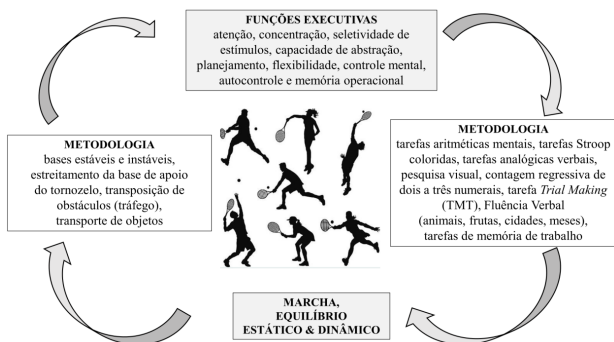 FUNÇÕES EXECUTIVAS
atenção, concentração, seletividade de
estímulos, capacidade de abstração,
planejamento, flexibilidade, controle mental,
autocontrole e memória operacional
METODOLOGIA
bases estáveis e instáveis,
estreitamento da base de apoio
do tornozelo, transposição de
obstáculos (tráfego),
transporte de objetos
METODOLOGIA
tarefas aritméticas mentais, tarefas Stroop
coloridas, tarefas analógicas verbais,
pesquisa visual, contagem regressiva de
dois a três numerais, tarefa Trial Making
(TMT), Fluência Verbal
(animais, frutas, cidades, meses),
tarefas de memória de trabalho
MARCHA,
EQUILÍBRIO
ESTÁTICO & DINÂMICO